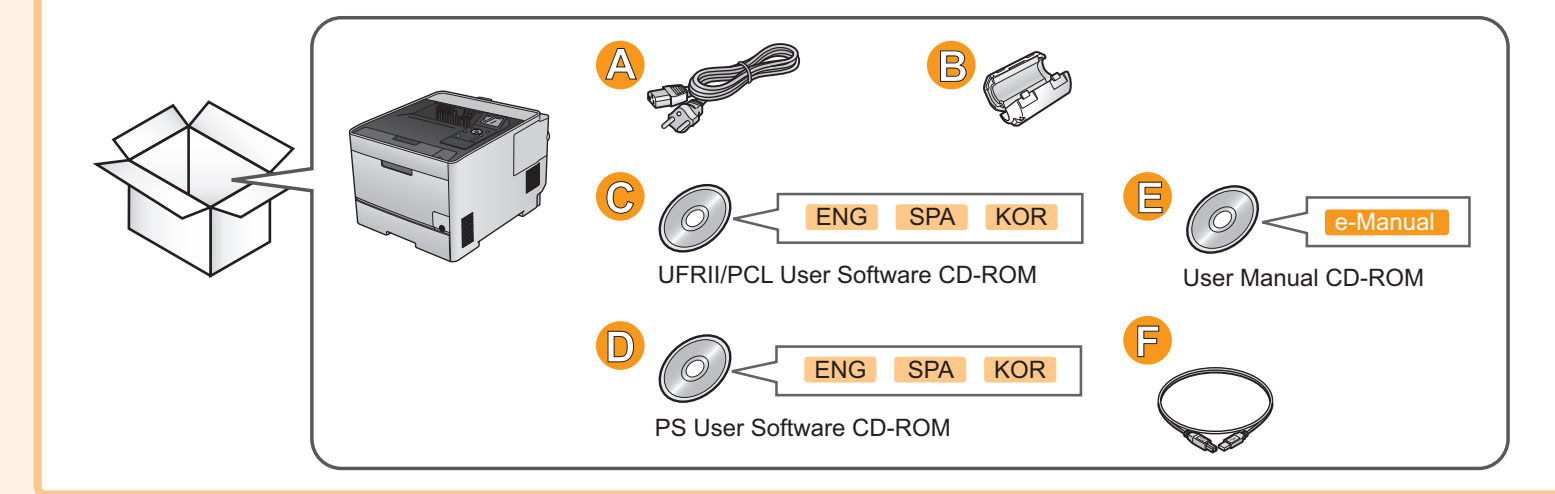 A
B
C
ENG SPA KOR
UFRII/PCL User Software CD-ROM
E
e-Manual
User Manual CD-ROM
D
ENG SPA KOR
PS User Software CD-ROM
F